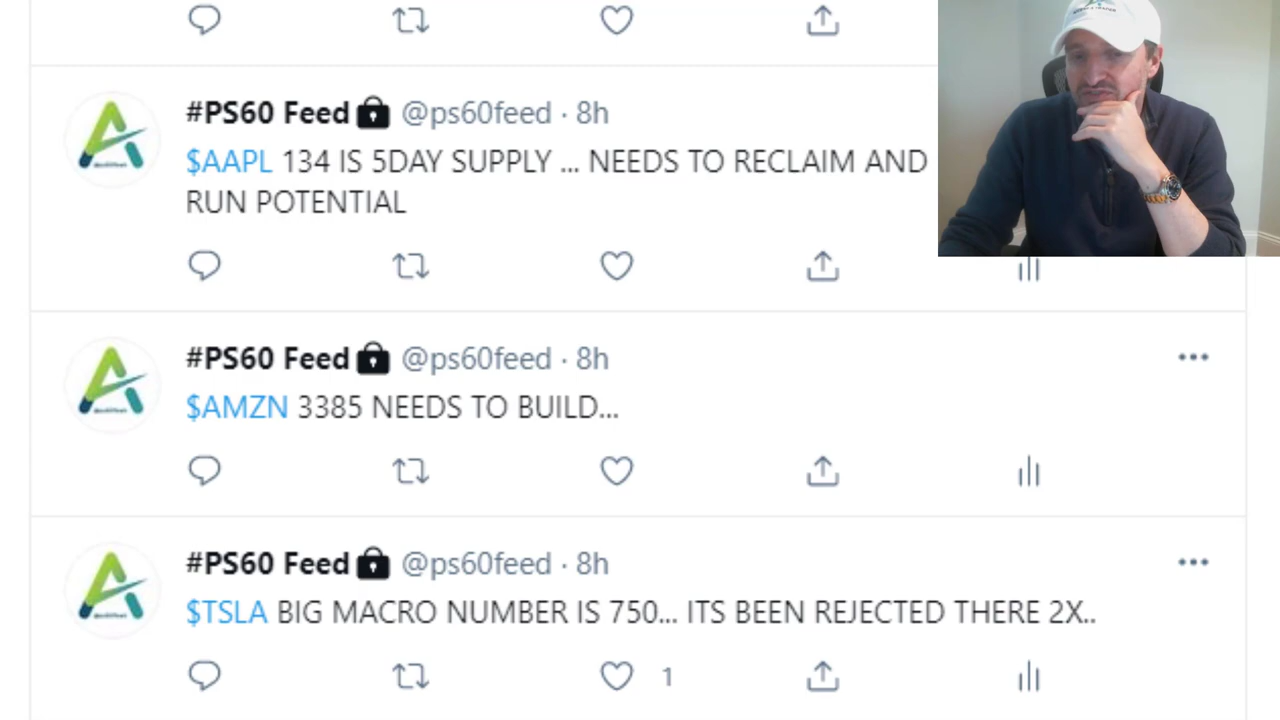 #PS60 Feed @ps60feed · 8h
$AAPL 134 IS 5DAY SUPPLY ... NEEDS TO RECLAIM AND
RUN POTENTIAL
#PS60 Feed @ps60feed · 8h
$AMZN 3385 NEEDS TO BUILD...
#PS60 Feed @ps60feed · 8h
$TSLA BIG MACRO NUMBER IS 750... ITS BEEN REJECTED THERE 2X..
1